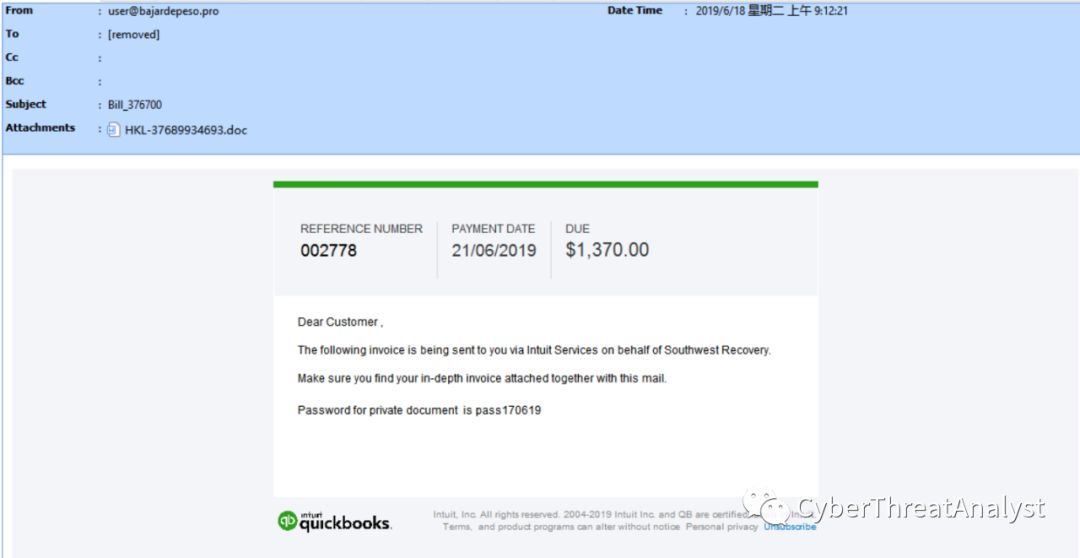 From : user@bajardepeso.pro Date Time : 2019/6/18 星期二 上午 9:12:21
To : [removed]
Cc :
Bcc :
Subject : Bill_376700
Attachments : HKL-37689934693.doc
REFERENCE NUMBER PAYMENT DATE DUE
002778 21/06/2019 $1,370.00
Dear Customer ,
The following invoice is being sent to you via Intuit Services on behalf of Southwest Recovery.
Make sure you find your in-depth invoice attached together with this mail.
Password for private document is pass170619
qb intuit quickbooks.
Intuit, Inc. All rights reserved. 2004-2019 Intuit Inc. and QB are certified
Terms, and product programs can alter without notice Personal privacy Unsubscribe
CyberThreatAnalyst